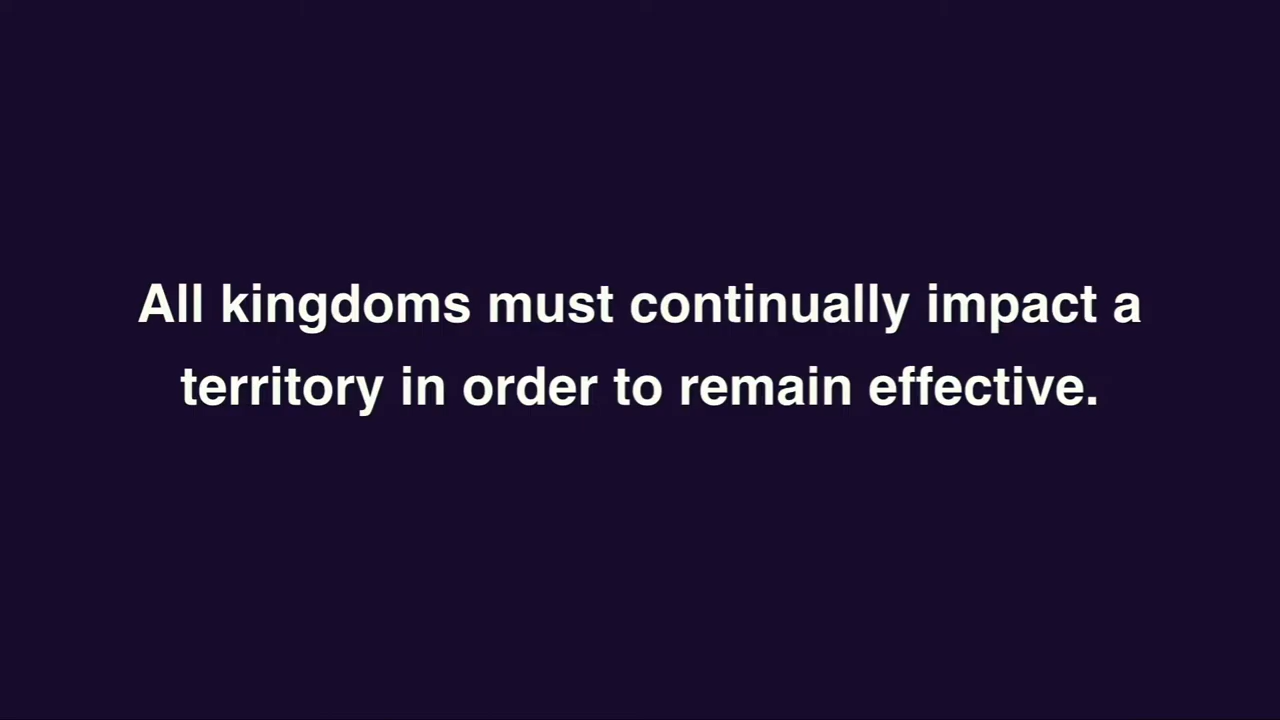 All kingdoms must continually impact a
territory in order to remain effective.